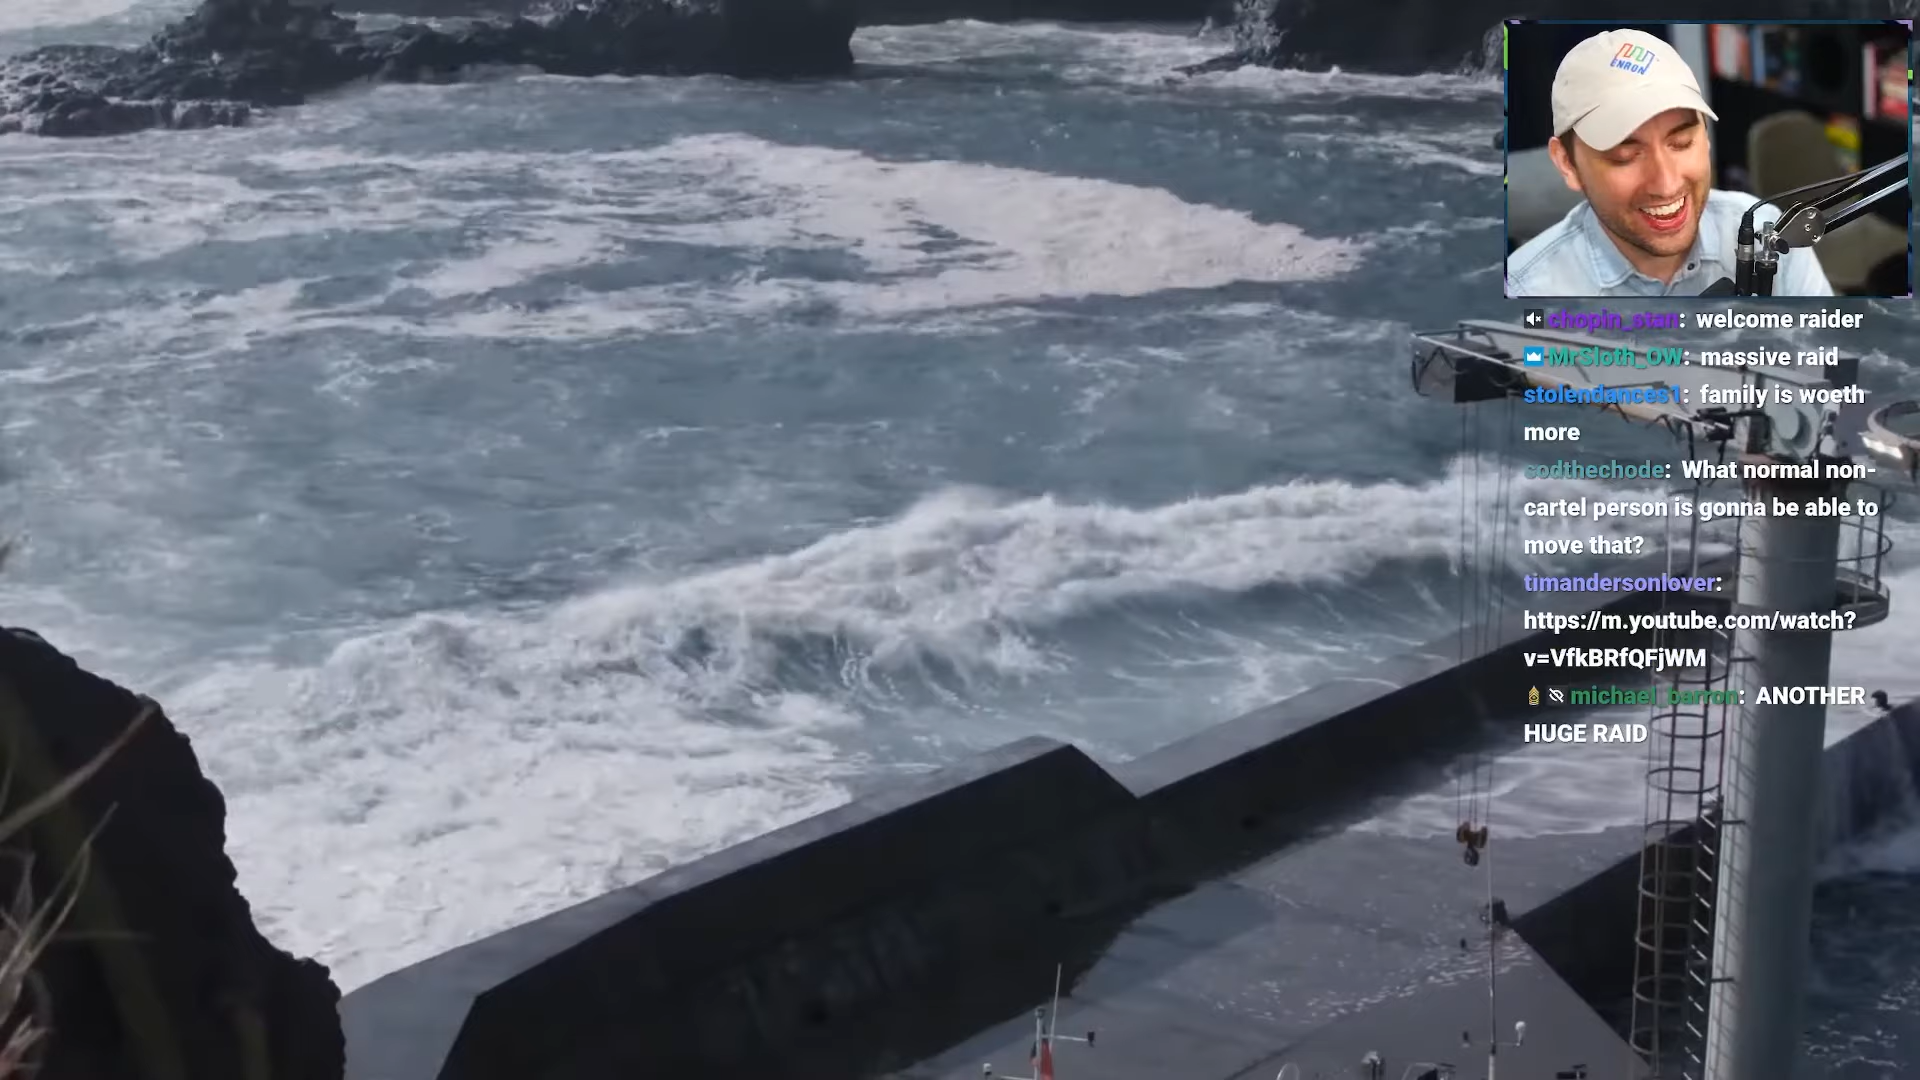 ENRON
chopin_stan: welcome raider
MrSloth_OW: massive raid
stolendances1: family is woeth
more
codthechode: What normal non-
cartel person is gonna be able to
move that?
timandersonlover:
https://m.youtube.com/watch?
v=VfkBRfQFjWM
michael_barron: ANOTHER
HUGE RAID